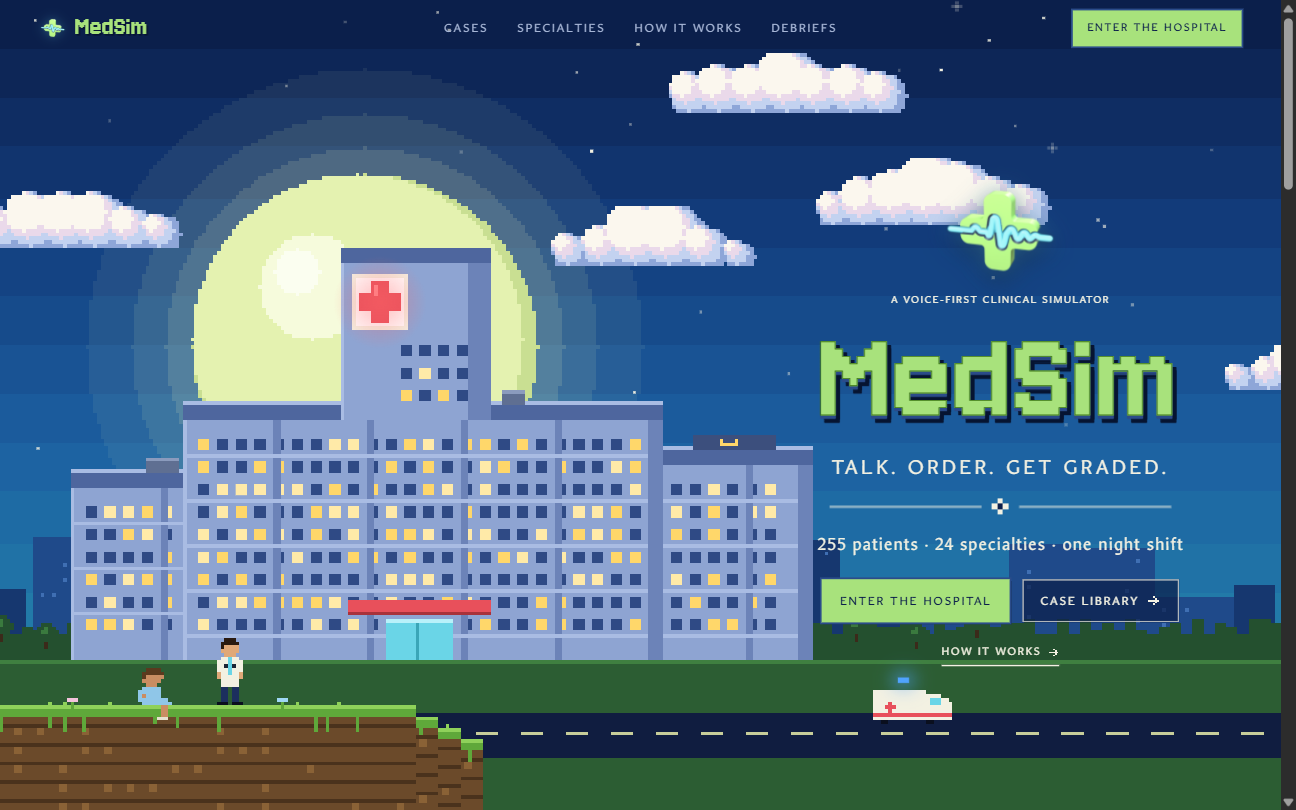 MedSim
CASES SPECIALTIES HOW IT WORKS DEBRIEFS
ENTER THE HOSPITAL
A VOICE-FIRST CLINICAL SIMULATOR
MedSim
TALK. ORDER. GET GRADED.
255 patients · 24 specialties · one night shift
ENTER THE HOSPITAL
CASE LIBRARY →
HOW IT WORKS →